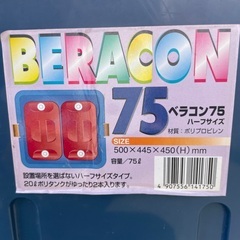 BERACON
75
ベラコン75
ハーフサイズ
材質：ポリプロピレン
SIZE
500×445×450(H)mm
容量／75ℓ
設置場所を選ばないハーフサイズタイプ。
20ℓポリタンクがゆったり2本入ります。
4 907556 141750